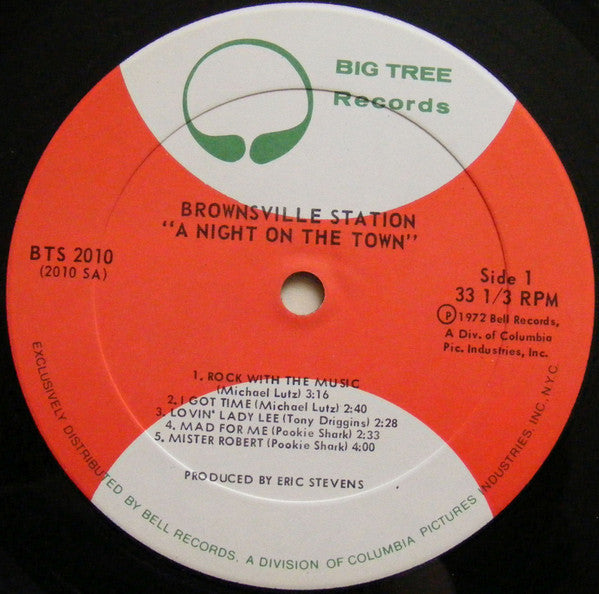 BIG TREE
Records
BROWNSVILLE STATION
"A NIGHT ON THE TOWN"
BTS 2010
(2010 SA)
Side 1
33 1/3 RPM
Ⓟ1972 Bell Records,
A Div. of Columbia
Pic. Industries, Inc.
1. ROCK WITH THE MUSIC
(Michael Lutz) 3:16
2. I GOT TIME (Michael Lutz) 2:40
3. LOVIN' LADY LEE (Tony Driggins) 2:28
4. MAD FOR ME (Pookie Shark) 2:33
5. MISTER ROBERT (Pookie Shark) 4:00
PRODUCED BY ERIC STEVENS
EXCLUSIVELY DISTRIBUTED BY BELL RECORDS, A DIVISION OF COLUMBIA PICTURES INDUSTRIES, INC. N.Y.C.